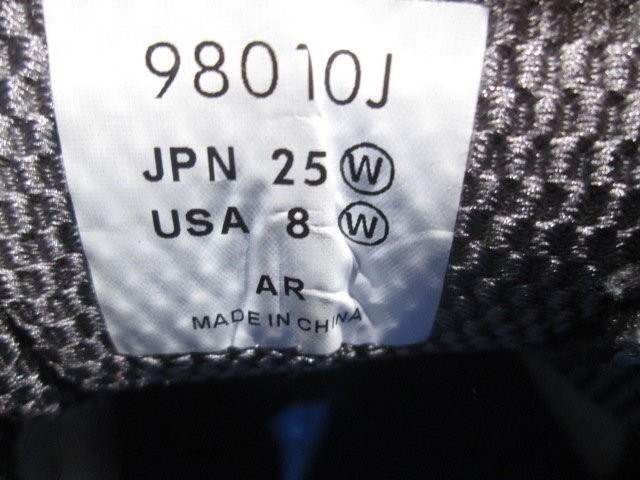 98010J
JPN 25 Ⓦ
USA 8 Ⓦ
AR
MADE IN CHINA